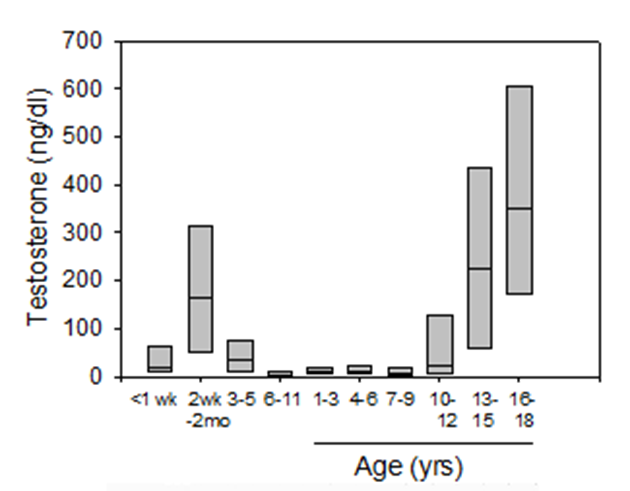 700
600
500
400
300
200
100
0
Testosterone (ng/dl)
<1 wk 2wk 3-5 6-11 1-3 4-6 7-9 10- 13- 16-
-2mo 12 15 18
Age (yrs)